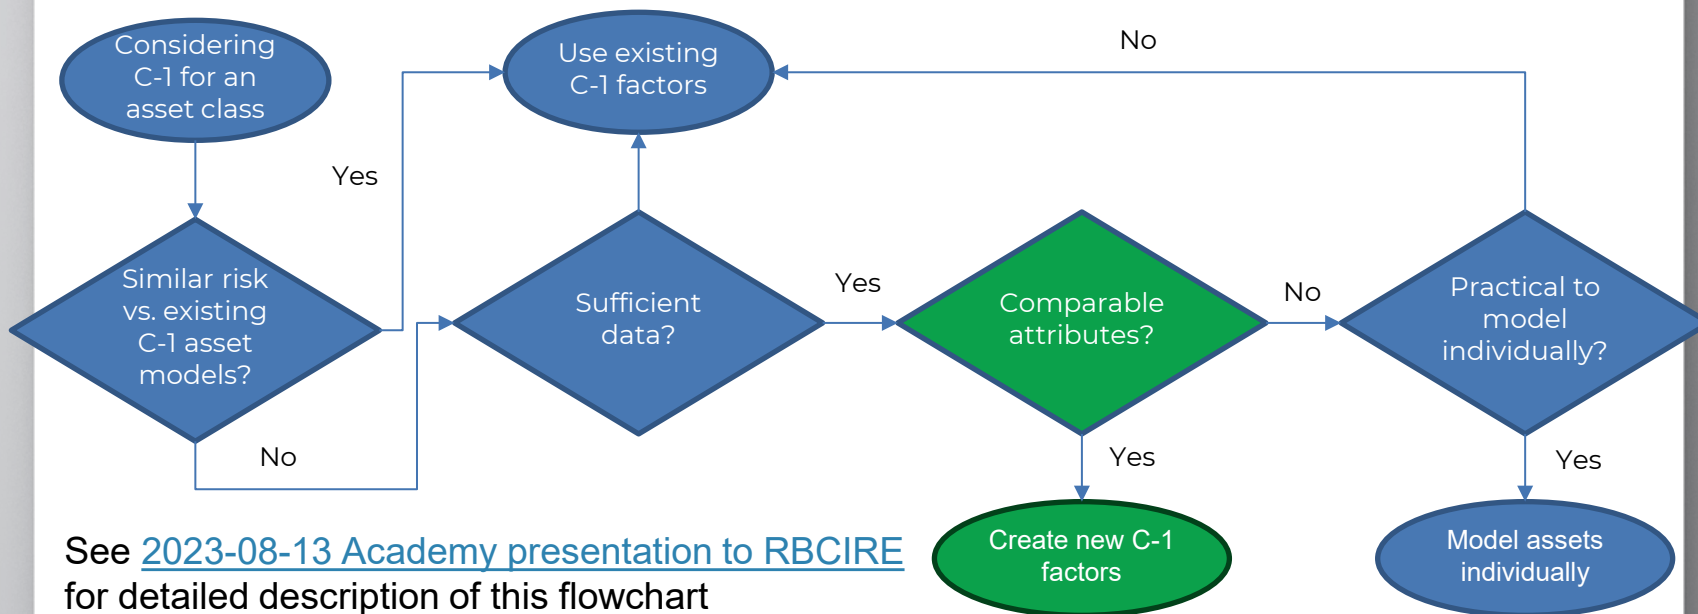 Considering
C-1 for an
asset class
Use existing
C-1 factors
No
Yes
Similar risk
vs. existing
C-1 asset
models?
Sufficient
data?
Yes
Comparable
attributes?
No
Practical to
model
individually?
No
Yes
Yes
Create new C-1
factors
Model assets
individually
See 2023-08-13 Academy presentation to RBCIRE
for detailed description of this flowchart